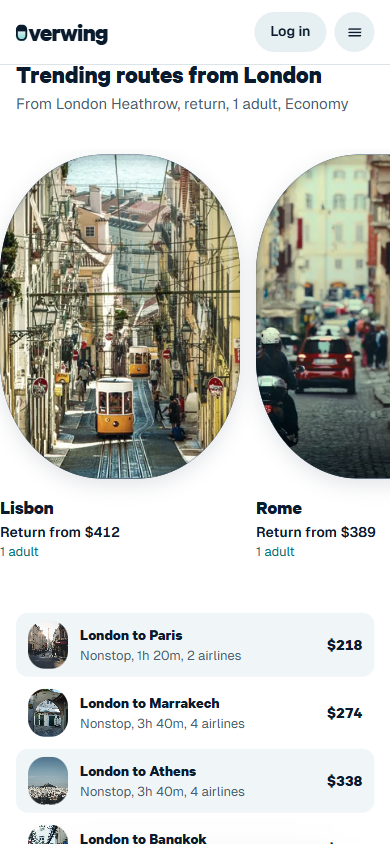 Overwing
Log in
Trending routes from London
From London Heathrow, return, 1 adult, Economy
Lisbon
Return from $412
1 adult
Rome
Return from $389
1 adult
London to Paris
Nonstop, 1h 20m, 2 airlines
$218
London to Marrakech
Nonstop, 3h 40m, 4 airlines
$274
London to Athens
Nonstop, 3h 40m, 4 airlines
$338
London to Bangkok